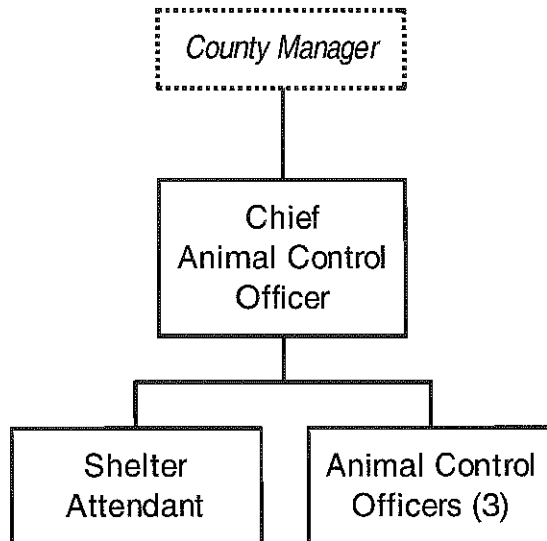 County Manager
Chief
Animal Control
Officer
Shelter
Attendant
Animal Control
Officers (3)